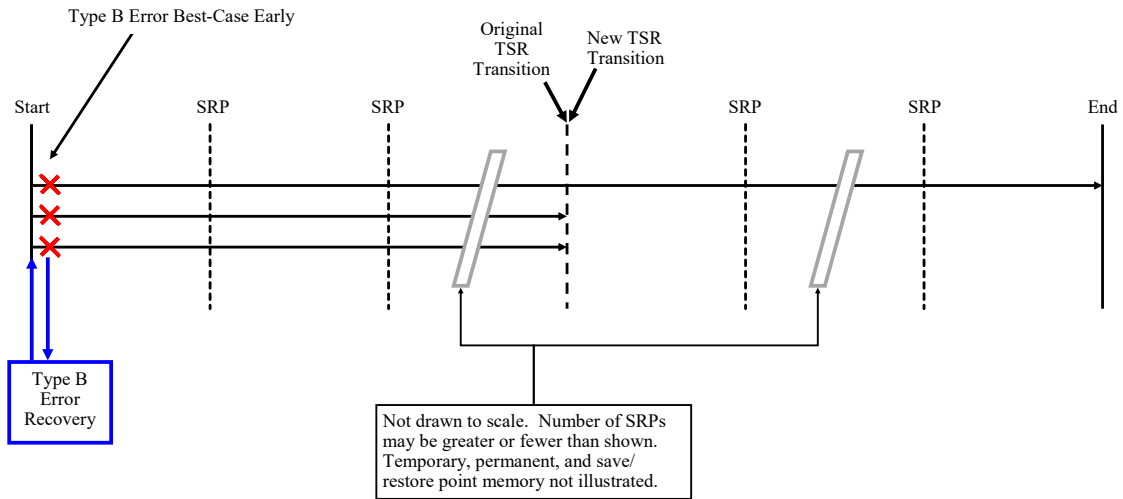 Type B Error Best-Case Early
Original
TSR
Transition
New TSR
Transition
Start
SRP
SRP
SRP
SRP
End
Type B
Error
Recovery
Not drawn to scale.  Number of SRPs
may be greater or fewer than shown.
Temporary, permanent, and save/
restore point memory not illustrated.